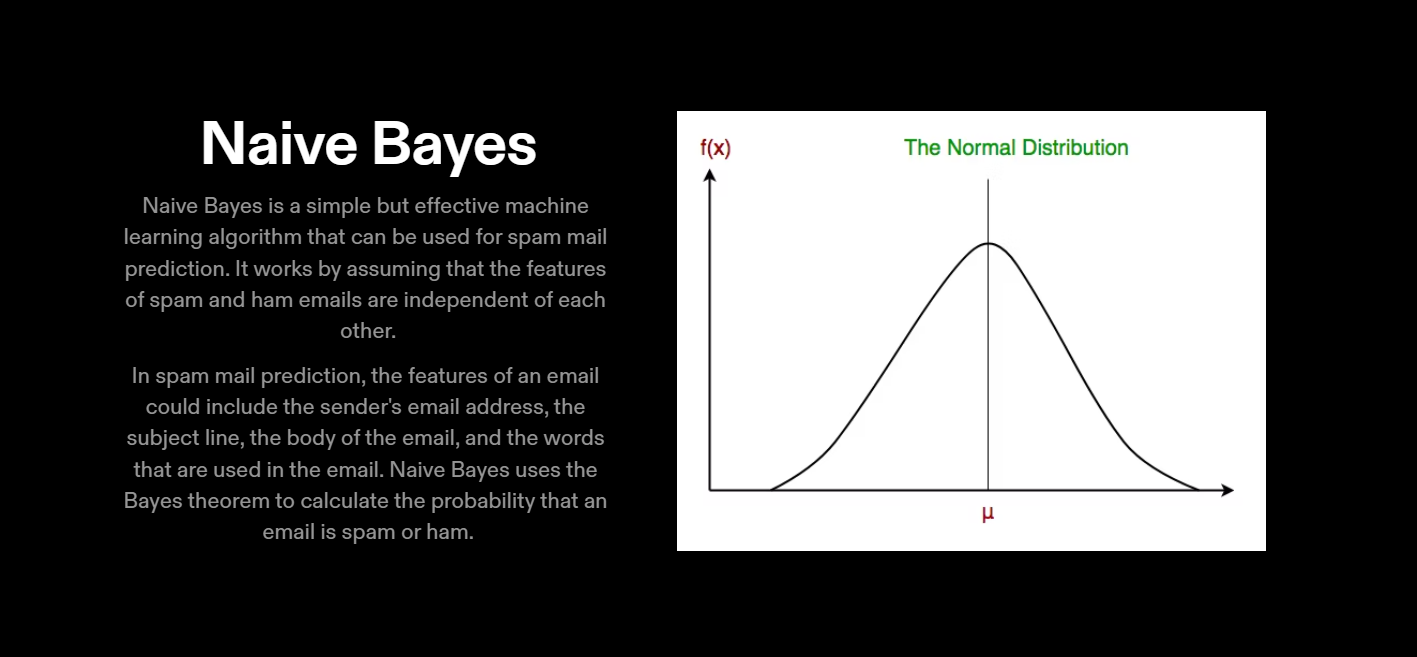 Naive Bayes
Naive Bayes is a simple but effective machine
learning algorithm that can be used for spam mail
prediction. It works by assuming that the features
of spam and ham emails are independent of each
other.
In spam mail prediction, the features of an email
could include the sender's email address, the
subject line, the body of the email, and the words
that are used in the email. Naive Bayes uses the
Bayes theorem to calculate the probability that an
email is spam or ham.
f(x)
The Normal Distribution
μ